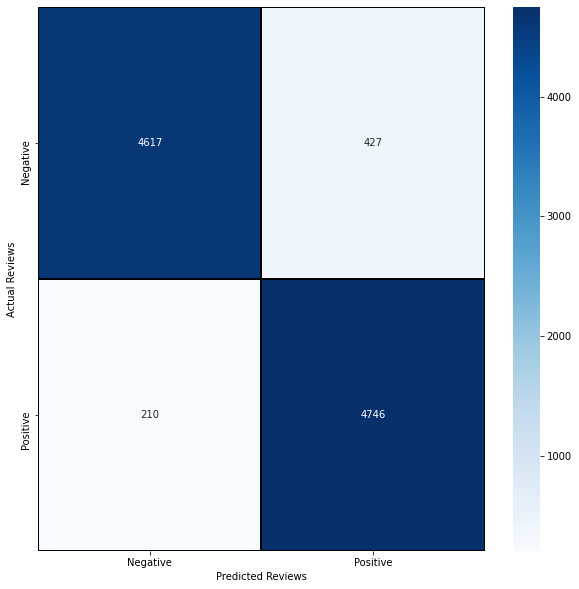 4617
427
210
4746
Negative
Positive
Actual Reviews
Negative
Positive
Predicted Reviews
4000
3000
2000
1000